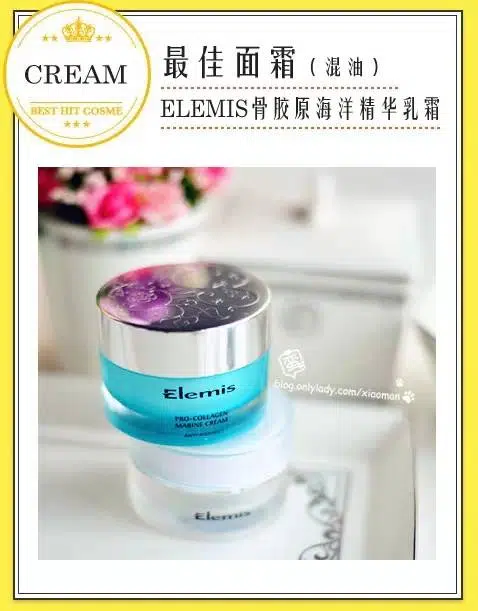 CREAM
BEST HIT COSME
最佳面霜（混油）
ELEMIS骨胶原海洋精华乳霜
Elemis
PRO-COLLAGEN
MARINE CREAM
blog.onlylady.com/xiaoman
Elemis